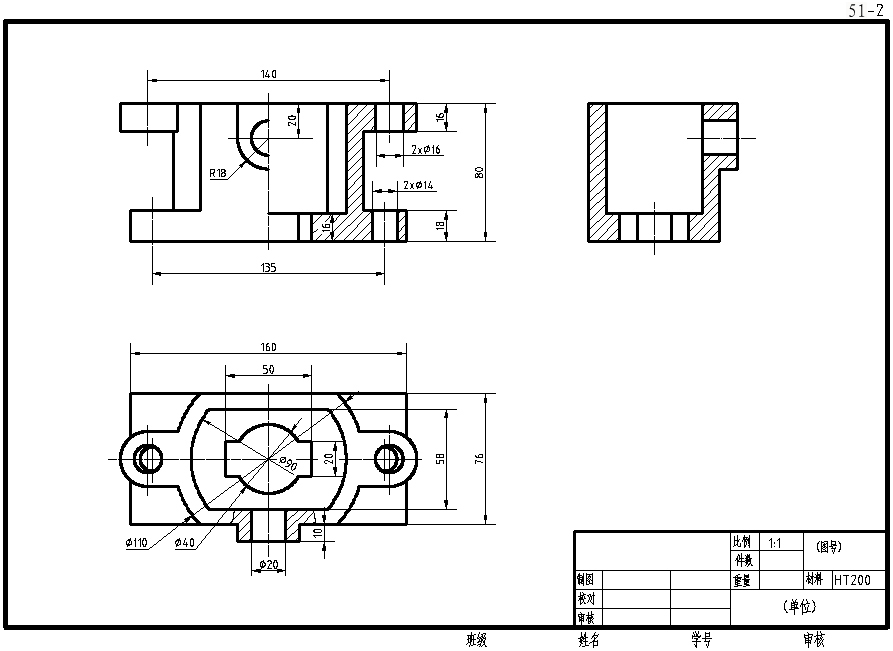 51-2
140
20
16
R18
2xϕ16
80
2xϕ14
16
18
135
160
50
ϕ90
20
58
76
ϕ110
ϕ40
10
ϕ20
比例 1:1 (图号)
件数
制图 重量 材料 HT200
校对 (单位)
审核
班级 姓名 学号 审核